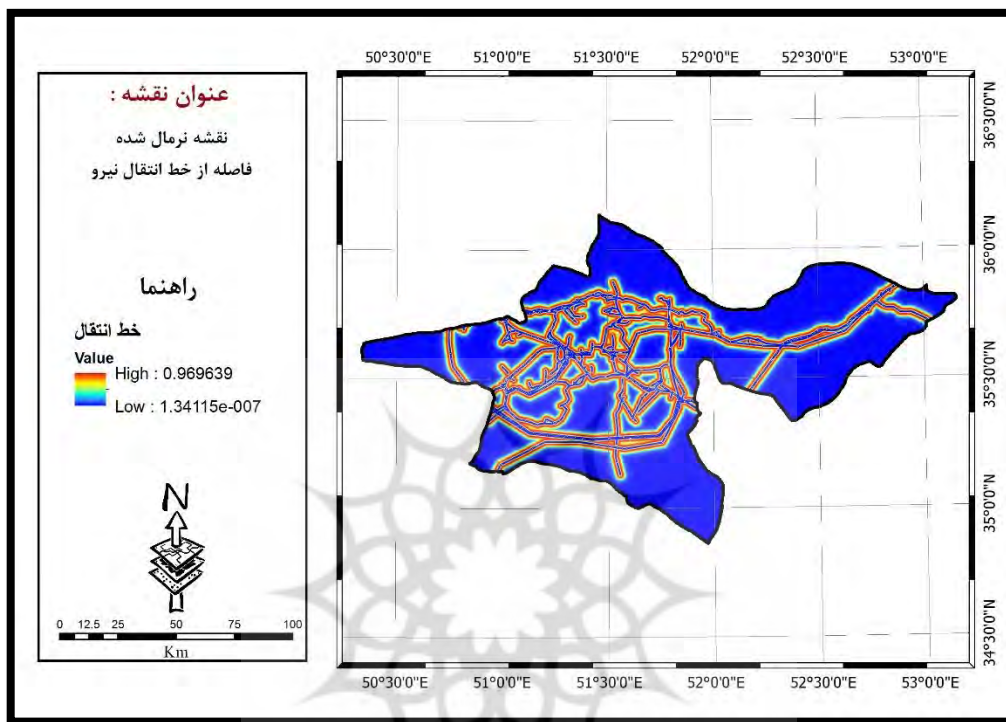 عنوان نقشه :
نقشه نرمال شده
فاصله از خط انتقال نیرو
راهنما
خط انتقال
Value
High : 0.969639
Low : 1.34115e-007
N
0 12.5 25 50 75 100
Km
50°30'0"E 51°0'0"E 51°30'0"E 52°0'0"E 52°30'0"E 53°0'0"E
36°30'0"N
36°0'0"N
35°30'0"N
35°0'0"N
34°30'0"N
50°30'0"E 51°0'0"E 51°30'0"E 52°0'0"E 52°30'0"E 53°0'0"E